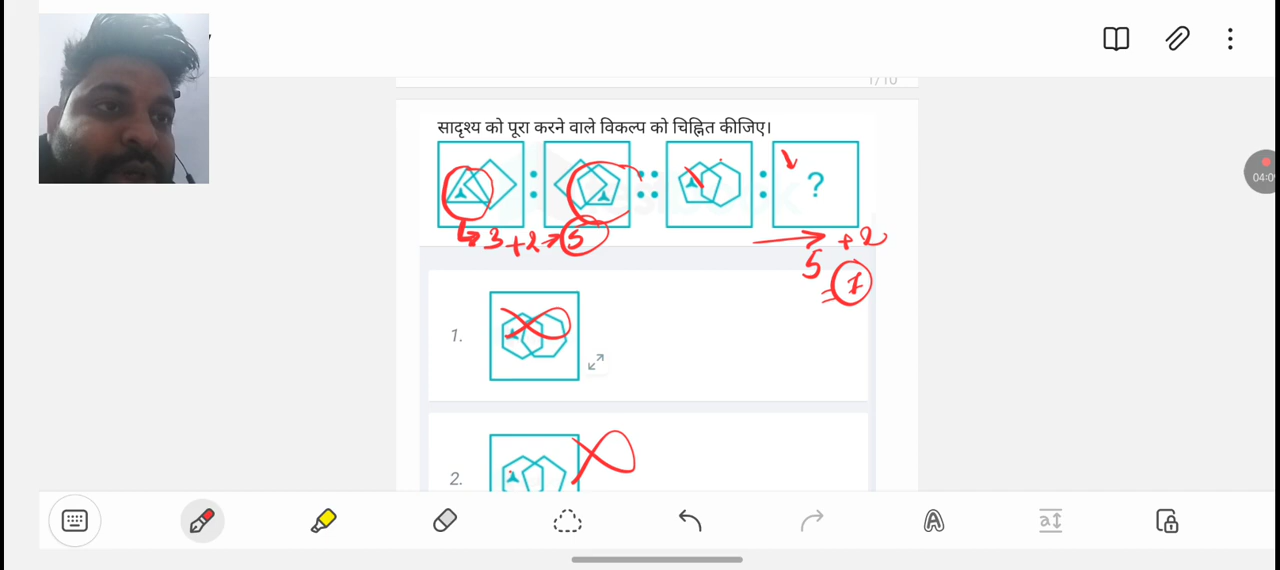 1/10
सादृश्य को पूरा करने वाले विकल्प को चिह्नित कीजिए।
: :: : ?
3+2→5
+2
5
=7
1.
2.
04:0
A
a